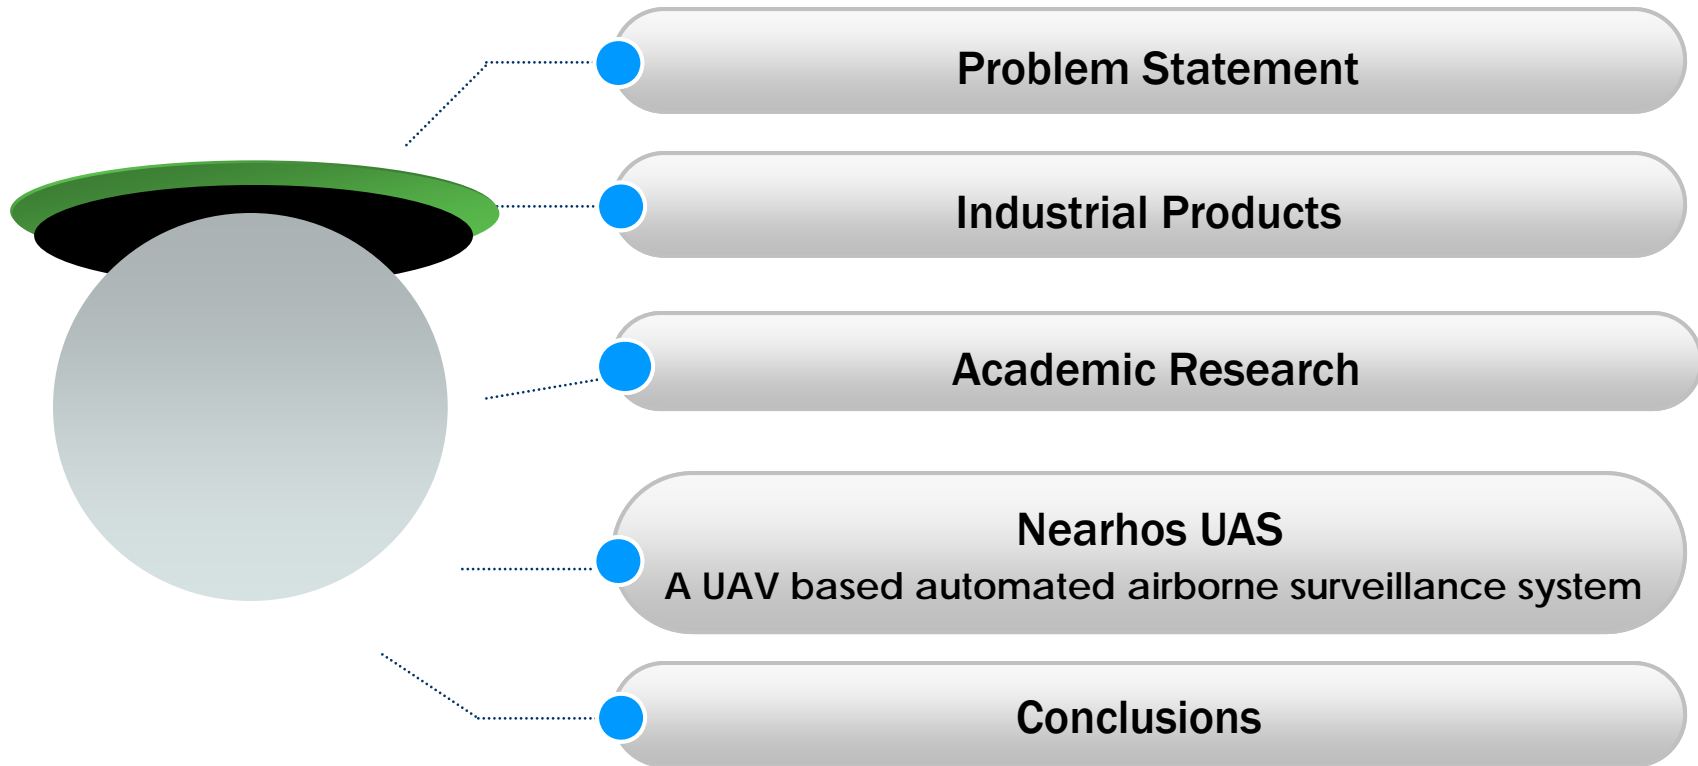 Problem Statement
Industrial Products
Academic Research
Nearhos UAS
A UAV based automated airborne surveillance system
Conclusions